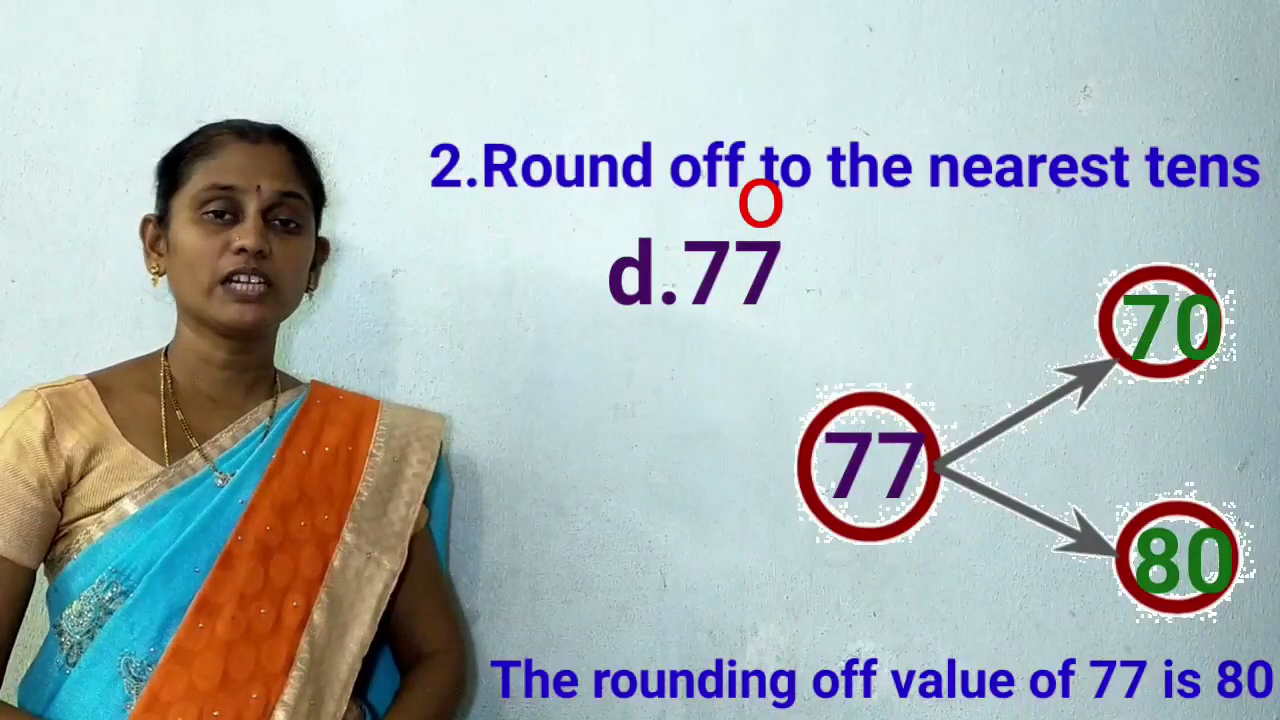 2.Round off to the nearest tens
O
d.77
70
77
80
The rounding off value of 77 is 80